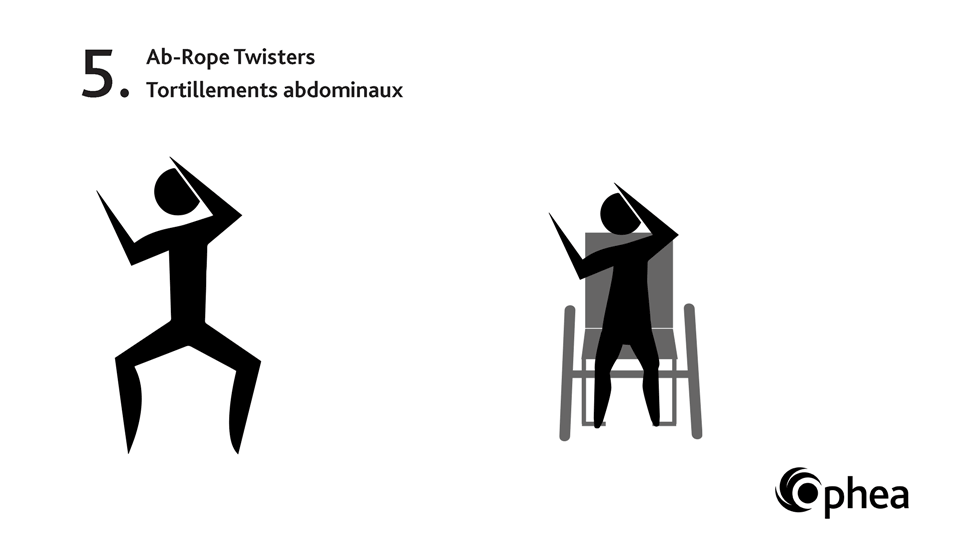 5.
Ab-Rope Twisters
Tortillements abdominaux
Ophea